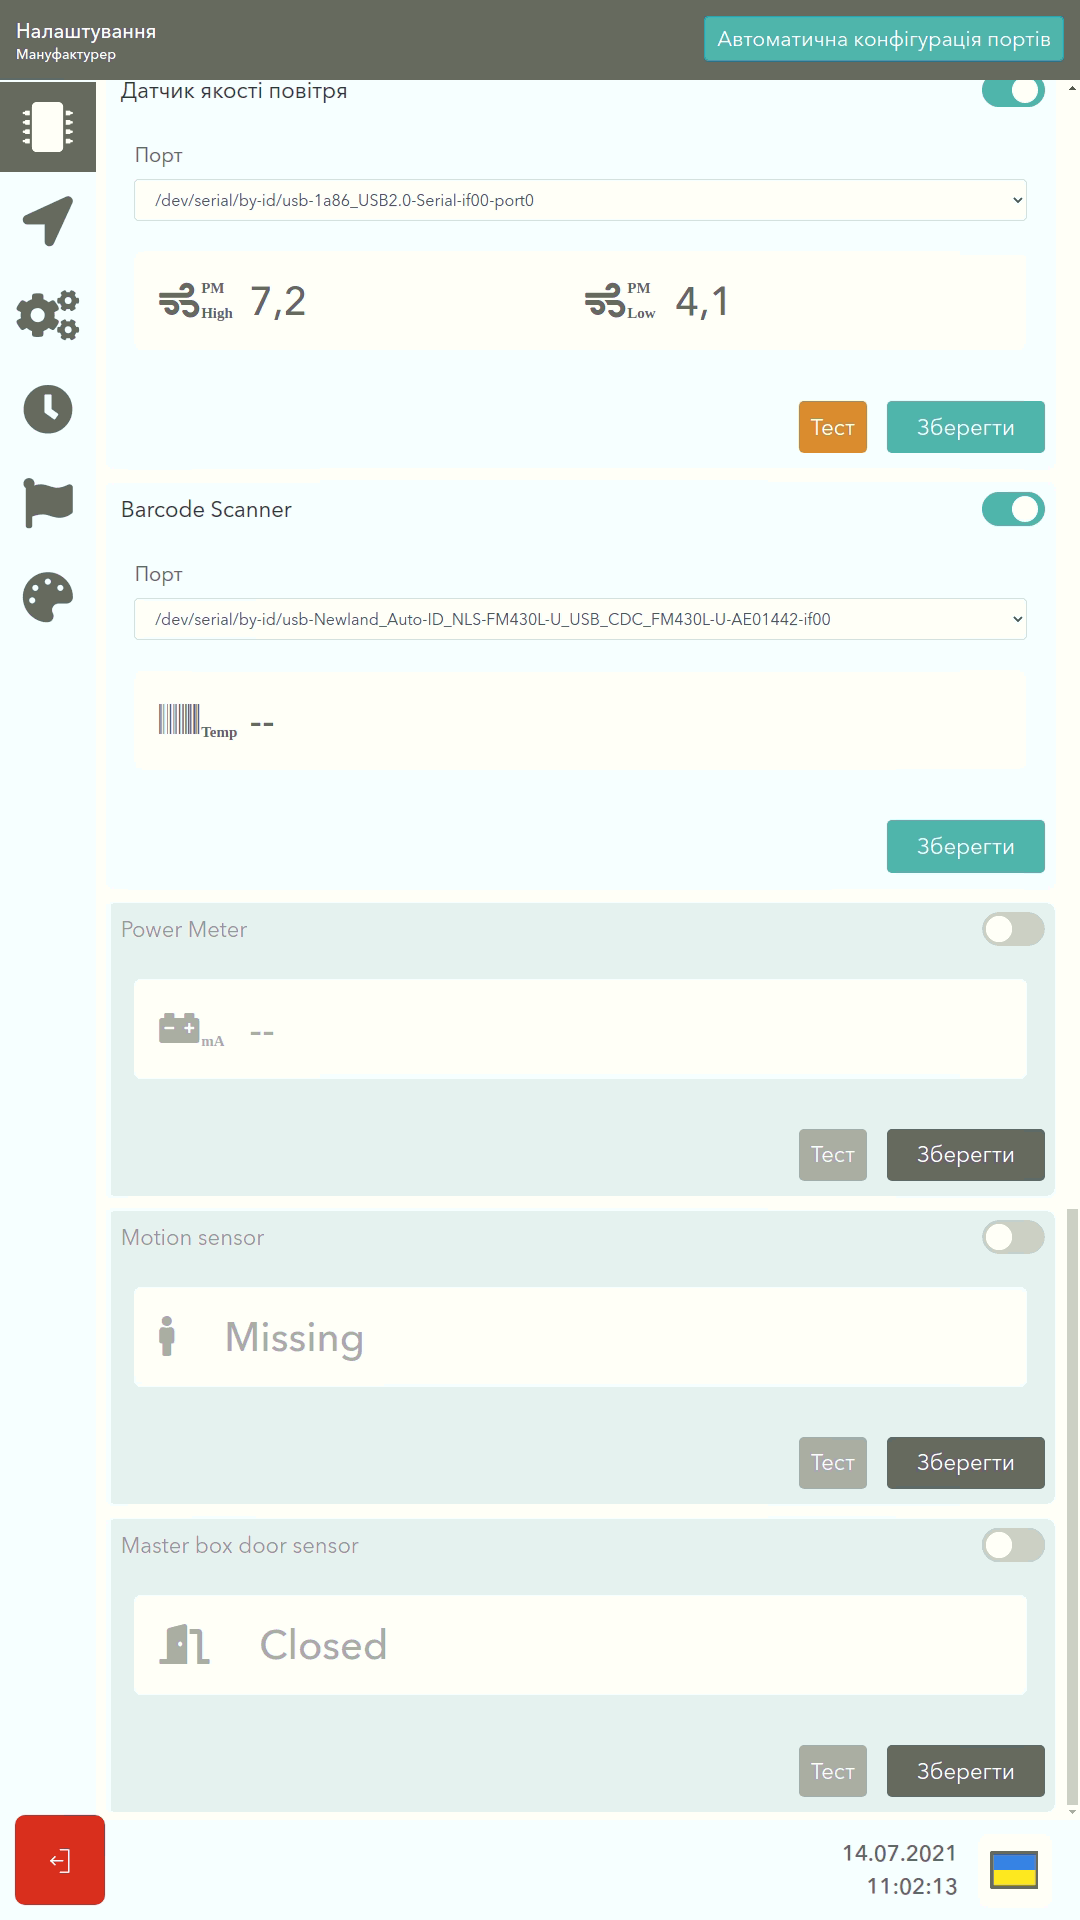 Налаштування
Мануфактурер
Автоматична конфігурація портів
Датчик якості повітря
Порт
/dev/serial/by-id/usb-1a86_USB2.0-Serial-if00-port0
PM High 7,2
PM Low 4,1
Тест
Зберегти
Barcode Scanner
Порт
/dev/serial/by-id/usb-Newland_Auto-ID_NLS-FM430L-U_USB_CDC_FM430L-U-AE01442-if00
Temp --
Зберегти
Power Meter
mA --
Тест
Зберегти
Motion sensor
Missing
Тест
Зберегти
Master box door sensor
Closed
Тест
Зберегти
14.07.2021
11:02:13